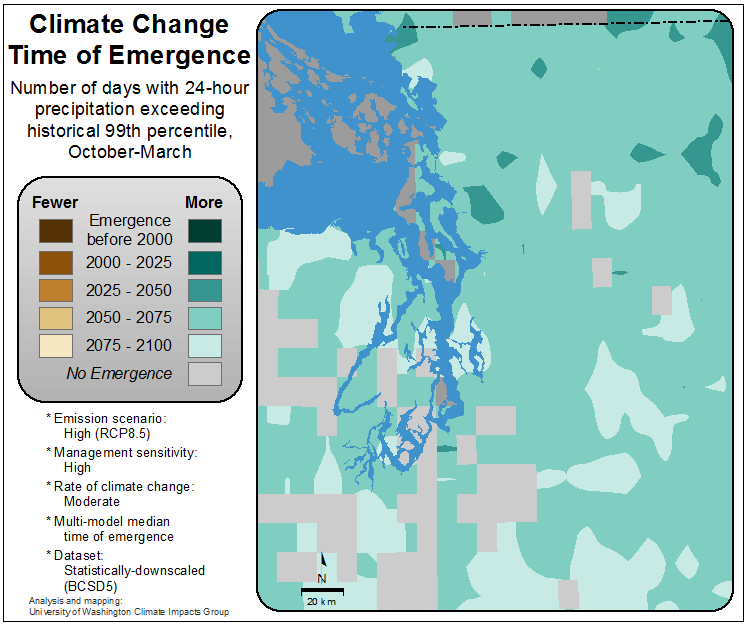 Climate Change
Time of Emergence
Number of days with 24-hour
precipitation exceeding
historical 99th percentile,
October-March
Fewer More
Emergence
before 2000
2000 - 2025
2025 - 2050
2050 - 2075
2075 - 2100
No Emergence
* Emission scenario:
High (RCP8.5)
* Management sensitivity:
High
* Rate of climate change:
Moderate
* Multi-model median
time of emergence
* Dataset:
Statistically-downscaled
(BCSD5)
Analysis and mapping:
University of Washington Climate Impacts Group
N
20 km